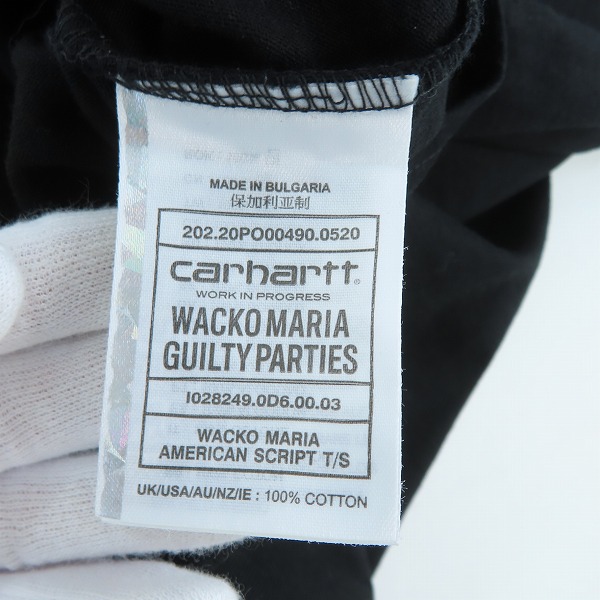 MADE IN BULGARIA
保加利亚制
202.20PO00490.0520
carhartt®
WORK IN PROGRESS
WACKO MARIA
GUILTY PARTIES
I028249.0D6.00.03
WACKO MARIA
AMERICAN SCRIPT T/S
UK/USA/AU/NZ/IE : 100% COTTON